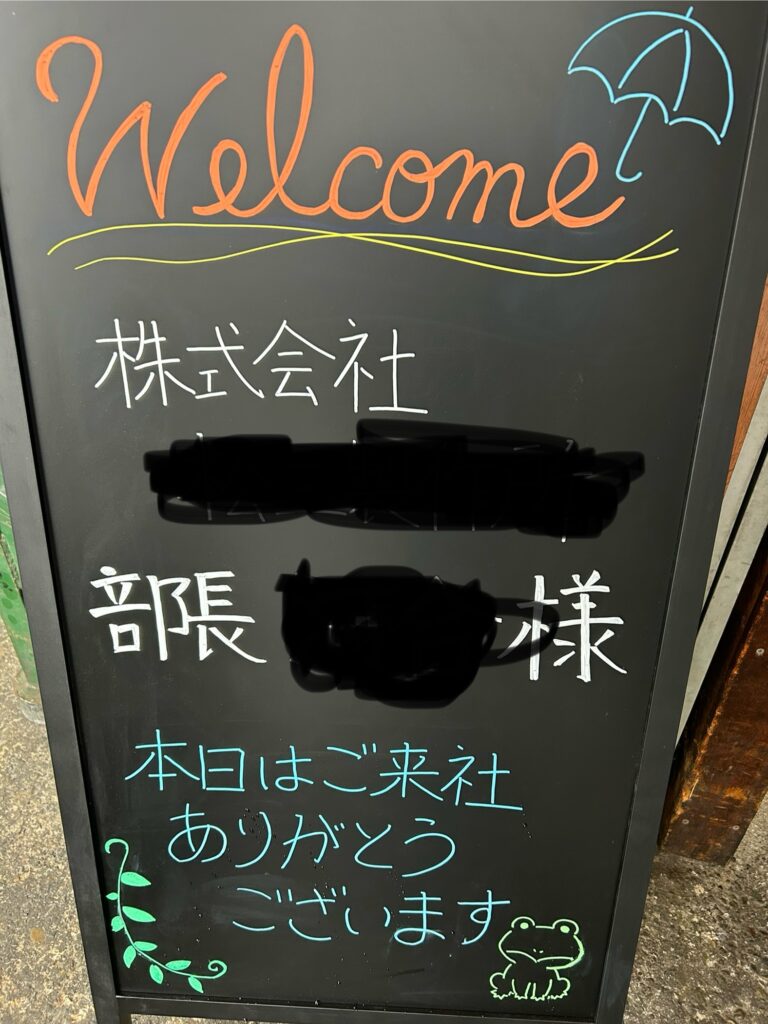 Welcome
株式会社
部長 様
本日はご来社
ありがとう
ございます